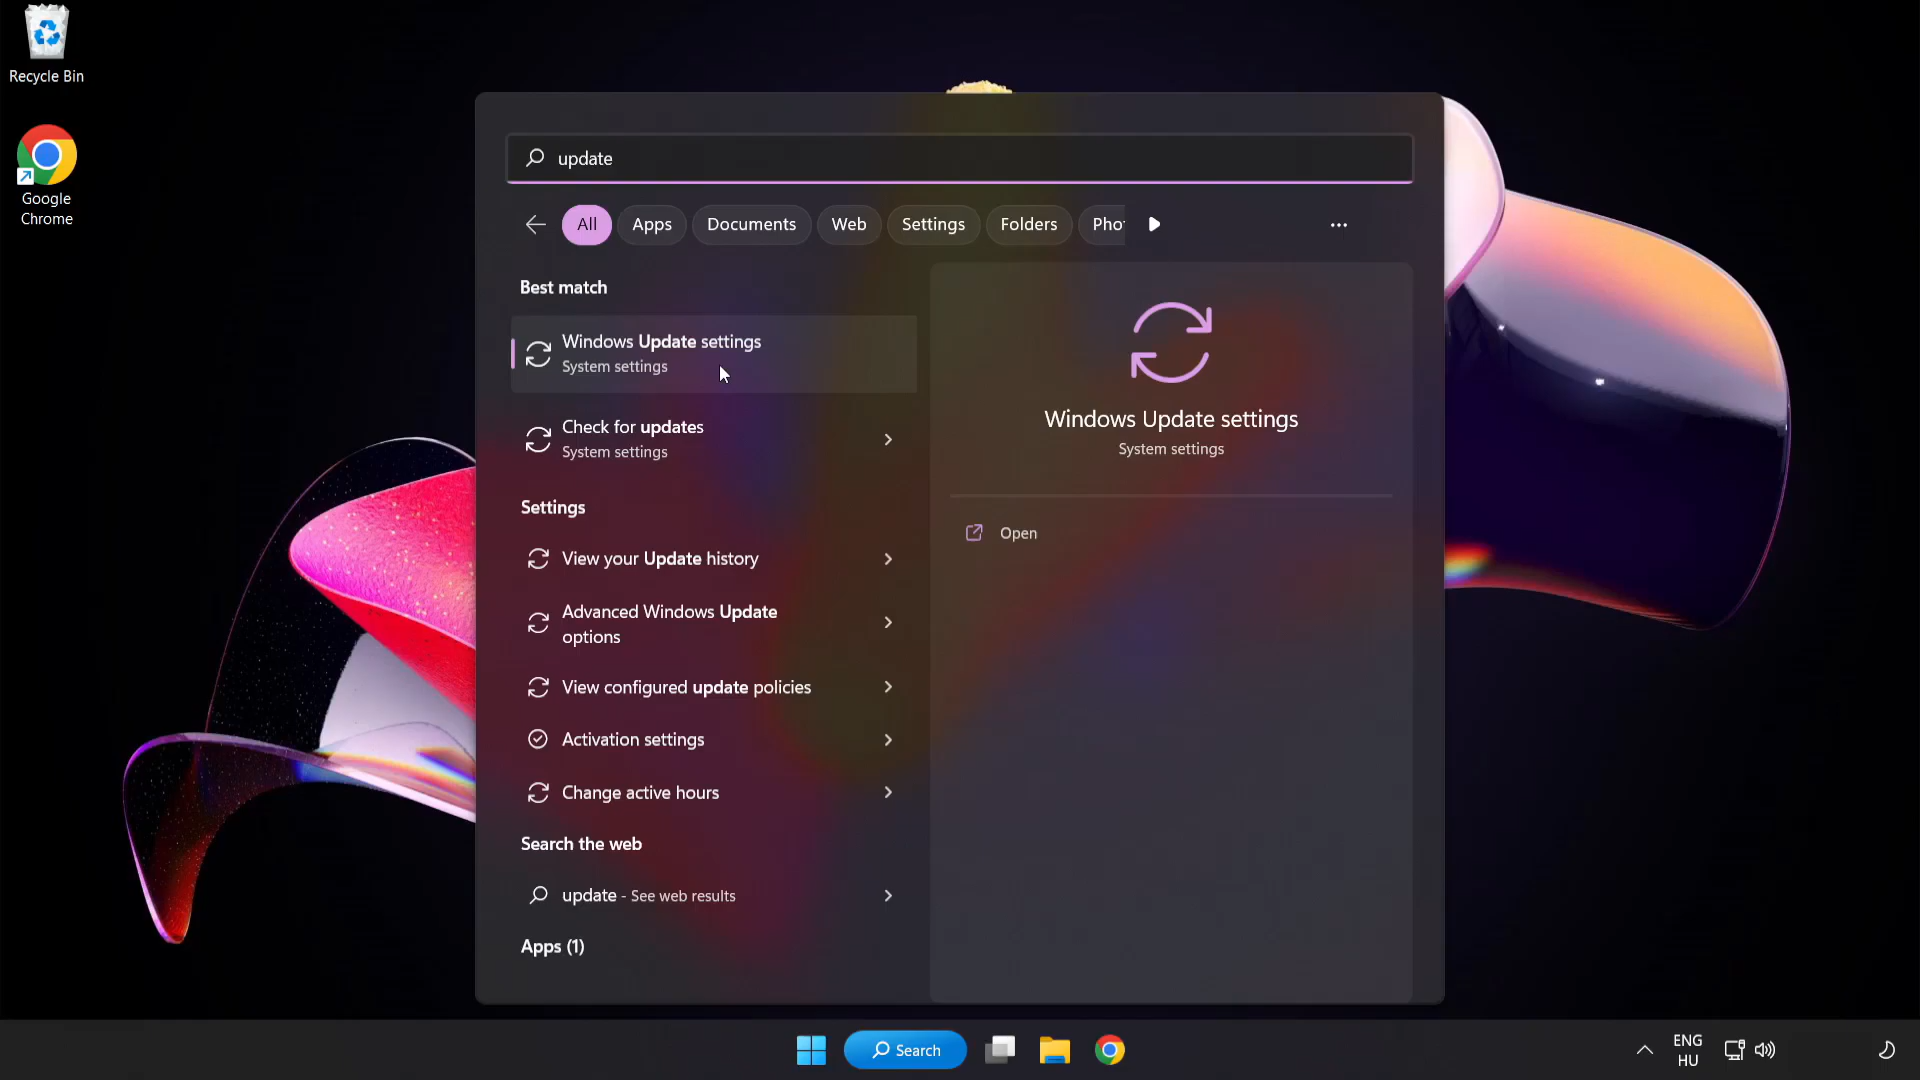 Recycle Bin
Google
Chrome
update
All
Apps
Documents
Web
Settings
Folders
Pho
Best match
Windows Update settings
System settings
Check for updates
System settings
Settings
View your Update history
Advanced Windows Update
options
View configured update policies
Activation settings
Change active hours
Search the web
update - See web results
Apps (1)
Windows Update settings
System settings
Open
Search
ENG
HU